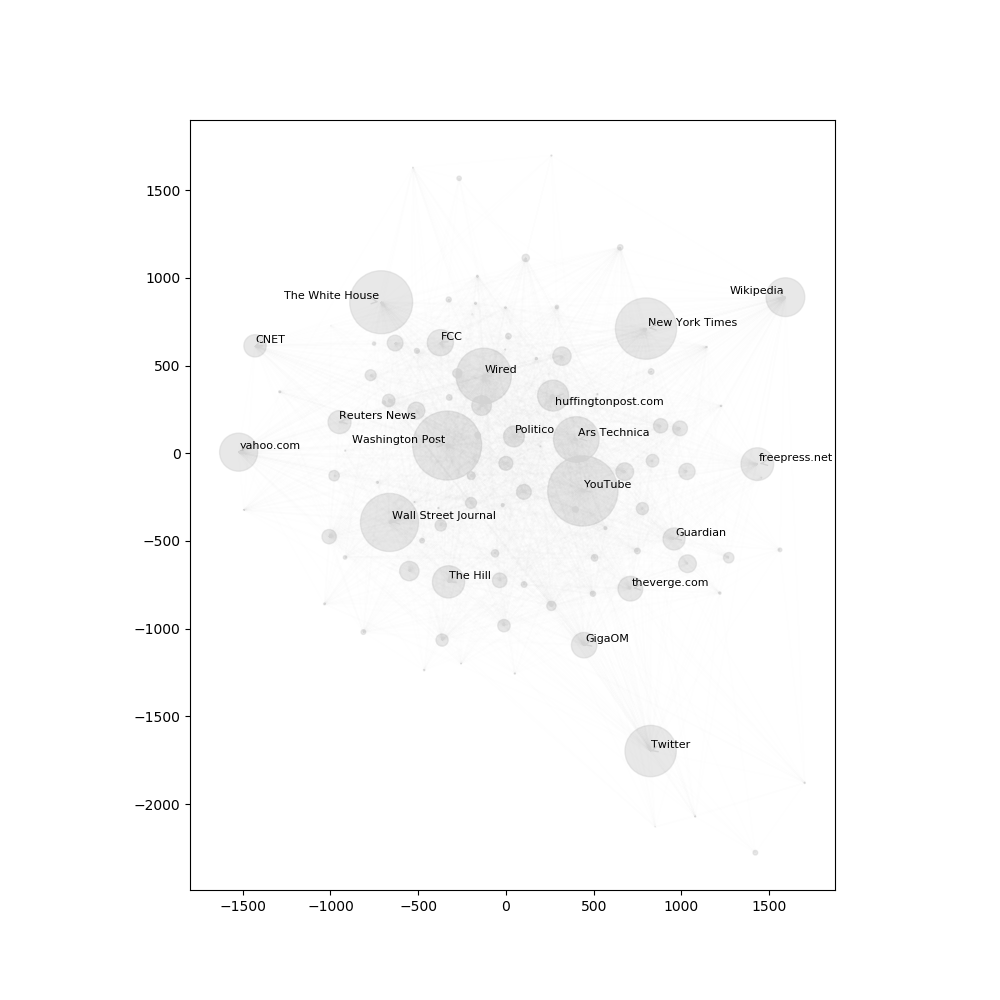 1500
1000
500
0
−500
−1000
−1500
−2000
−1500
−1000
−500
0
500
1000
1500
The White House
Wikipedia
New York Times
CNET
FCC
Wired
huffingtonpost.com
Reuters News
Politico
Ars Technica
Washington Post
yahoo.com
freepress.net
YouTube
Wall Street Journal
Guardian
The Hill
theverge.com
GigaOM
Twitter